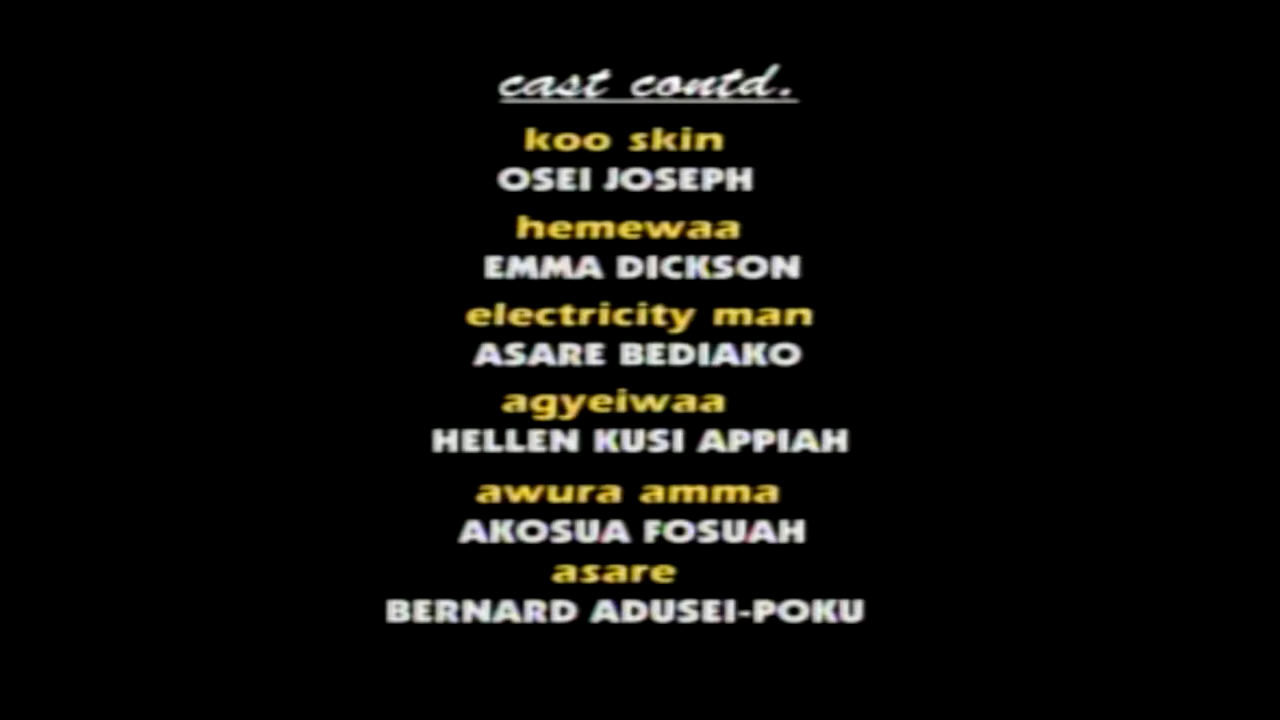 cast contd.
koo skin
OSEI JOSEPH
hemewaa
EMMA DICKSON
electricity man
ASARE BEDIAKO
agyeiwaa
HELLEN KUSI APPIAH
awura amma
AKOSUA FOSUAH
asare
BERNARD ADUSEI-POKU